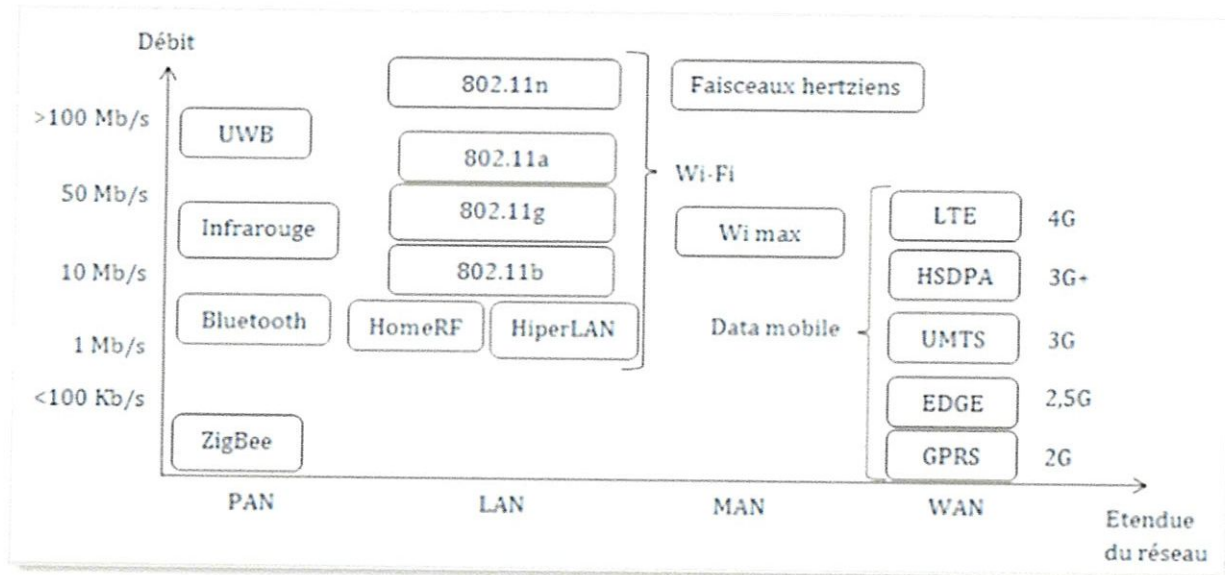 Débit
802.11n
Faisceaux hertziens
>100 Mb/s
UWB
802.11a
Wi-Fi
50 Mb/s
Infrarouge
802.11g
Wi max
LTE
4G
10 Mb/s
802.11b
HSDPA
3G+
Bluetooth
HomeRF
HiperLAN
Data mobile
UMTS
3G
1 Mb/s
<100 Kb/s
EDGE
2,5G
ZigBee
GPRS
2G
PAN
LAN
MAN
WAN
Etendue
du réseau